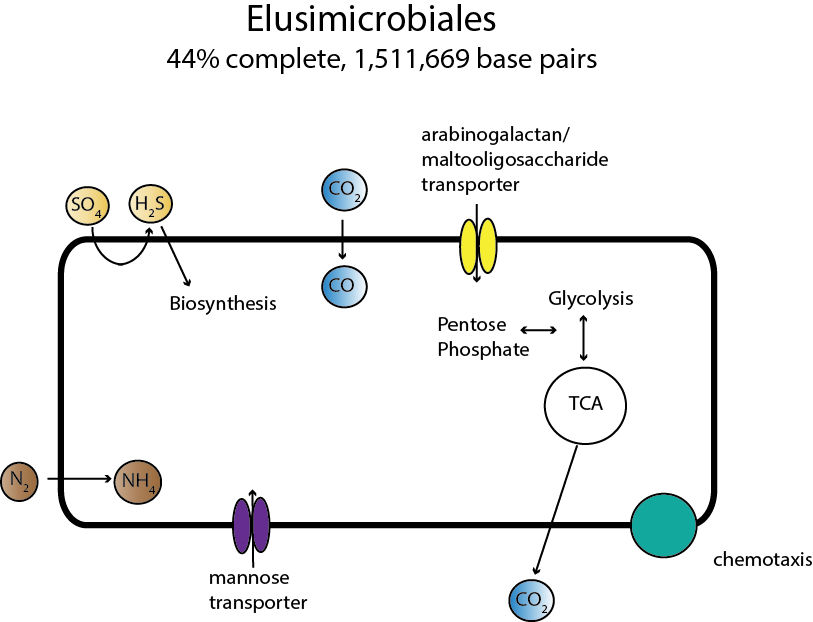 Elusimicrobiales
44% complete, 1,511,669 base pairs
arabinogalactan/
maltooligosaccharide
transporter
SO4
H2S
CO2
Biosynthesis
CO
Glycolysis
Pentose
Phosphate
TCA
N2
NH4
mannose
transporter
chemotaxis
CO2